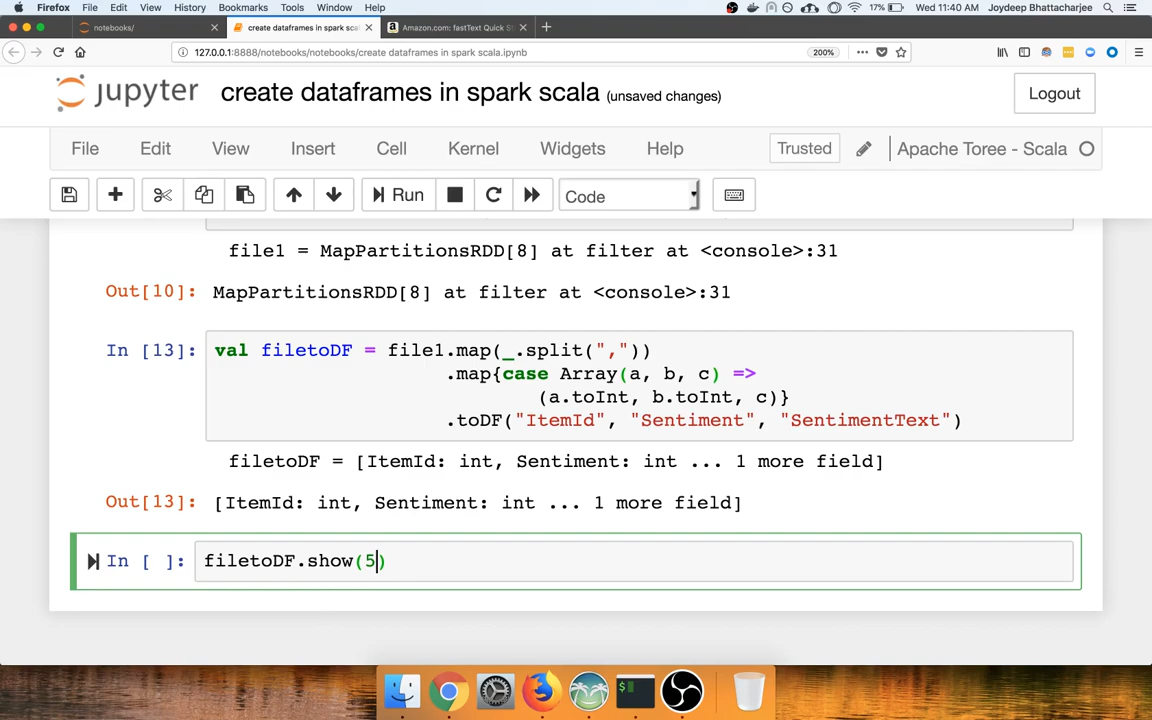 Firefox File Edit View History Bookmarks Tools Window Help 17% Wed 11:40 AM Joydeep Bhattacharjee
notebooks/ create dataframes in spark scal Amazon.com: fastText Quick St
127.0.0.1:8888/notebooks/notebooks/create dataframes in spark scala.ipynb 200%
jupyter create dataframes in spark scala (unsaved changes) Logout
File Edit View Insert Cell Kernel Widgets Help Trusted Apache Toree - Scala
Run Code
file1 = MapPartitionsRDD[8] at filter at <console>:31
Out[10]: MapPartitionsRDD[8] at filter at <console>:31
In [13]: val filetoDF = file1.map(_.split(","))
.map{case Array(a, b, c) =>
(a.toInt, b.toInt, c)}
.toDF("ItemId", "Sentiment", "SentimentText")
filetoDF = [ItemId: int, Sentiment: int ... 1 more field]
Out[13]: [ItemId: int, Sentiment: int ... 1 more field]
In [ ]: filetoDF.show(5)